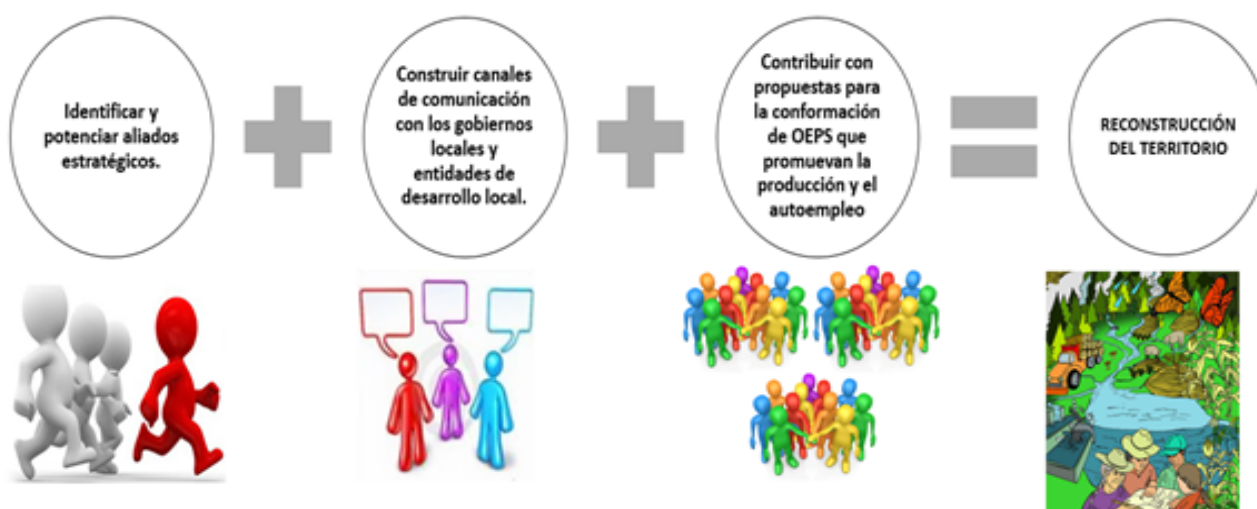 Identificar y
potenciar aliados
estratégicos.
Construir canales
de comunicación
con los gobiernos
locales y
entidades de
desarrollo local.
Contribuir con
propuestas para
la conformación
de OEPS que
promuevan la
producción y el
autoempleo
RECONSTRUCCIÓN
DEL TERRITORIO